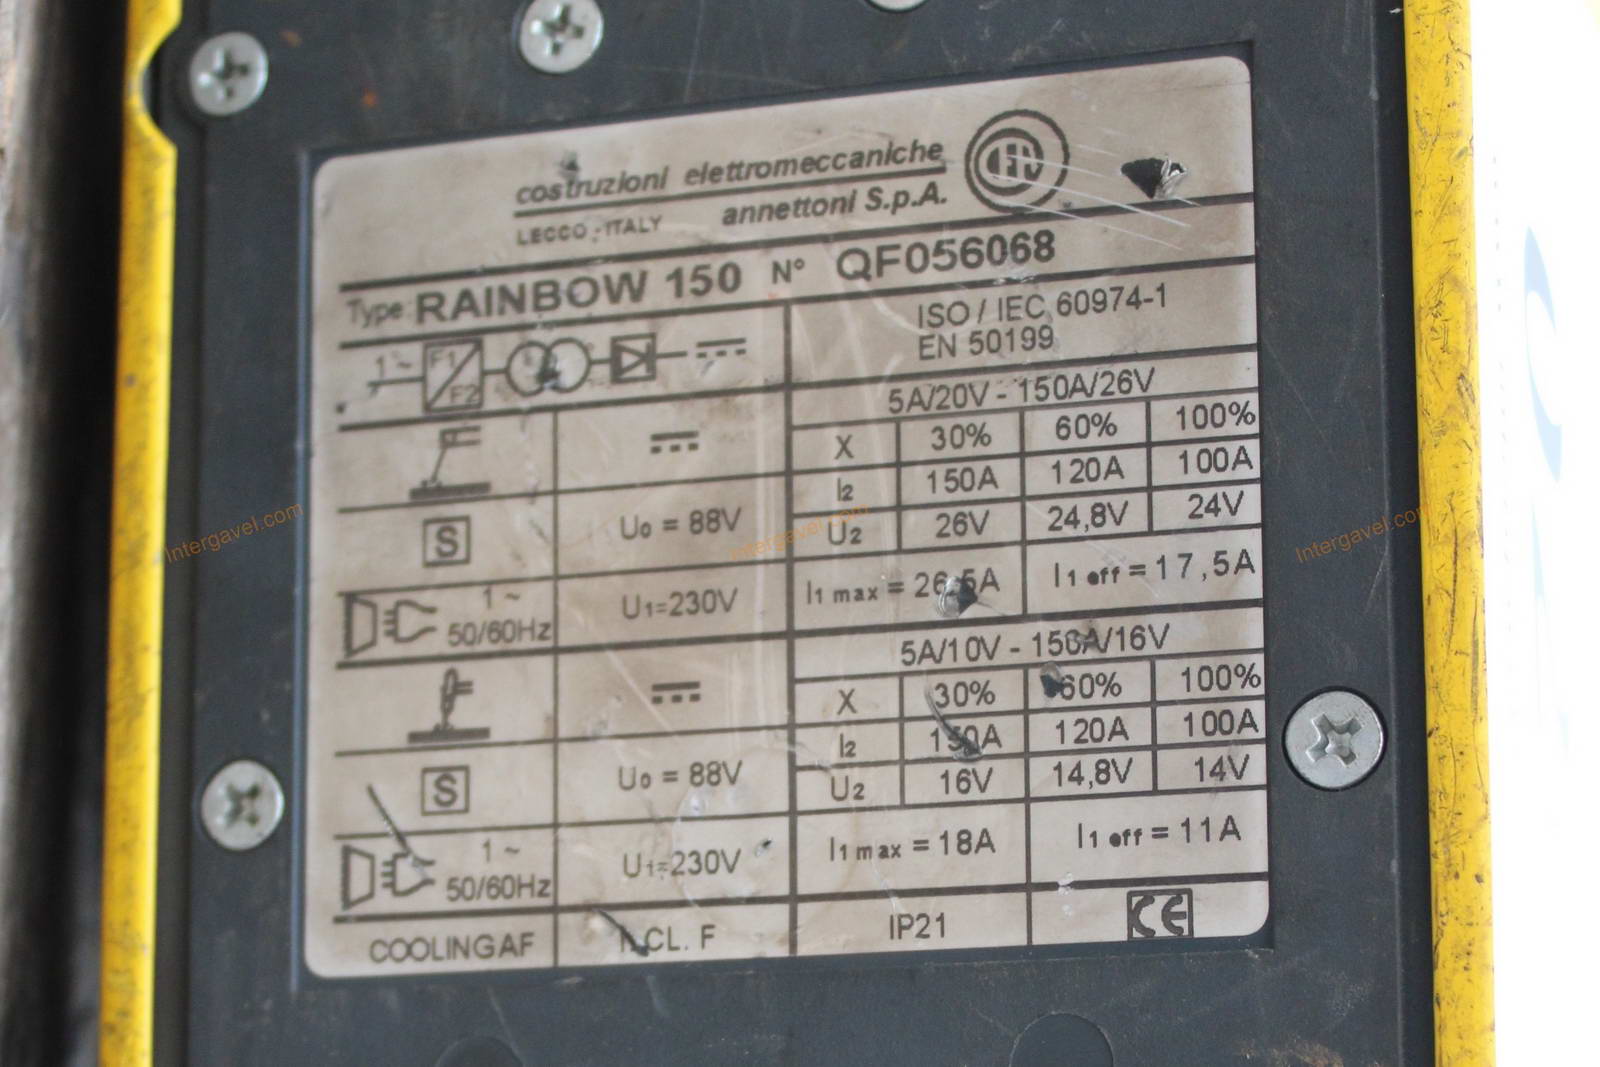 costruzioni elettromeccaniche
LECCO - ITALY annettoni S.p.A.
Type: RAINBOW 150 N° QF056068
1~ F1 F2
ISO / IEC 60974-1
EN 50199
5A/20V - 150A/26V
X 30% 60% 100%
I2 150A 120A 100A
S U0 = 88V U2 26V 24,8V 24V
1~ 50/60Hz U1=230V I1 max = 26,5A I1 eff = 17,5A
5A/10V - 150A/16V
X 30% 60% 100%
I2 150A 120A 100A
S U0 = 88V U2 16V 14,8V 14V
1~ 50/60Hz U1=230V I1 max = 18A I1 eff = 11A
COOLING AF CL. F IP21 CE
Intergavel.com
Intergavel.com
Intergavel.com